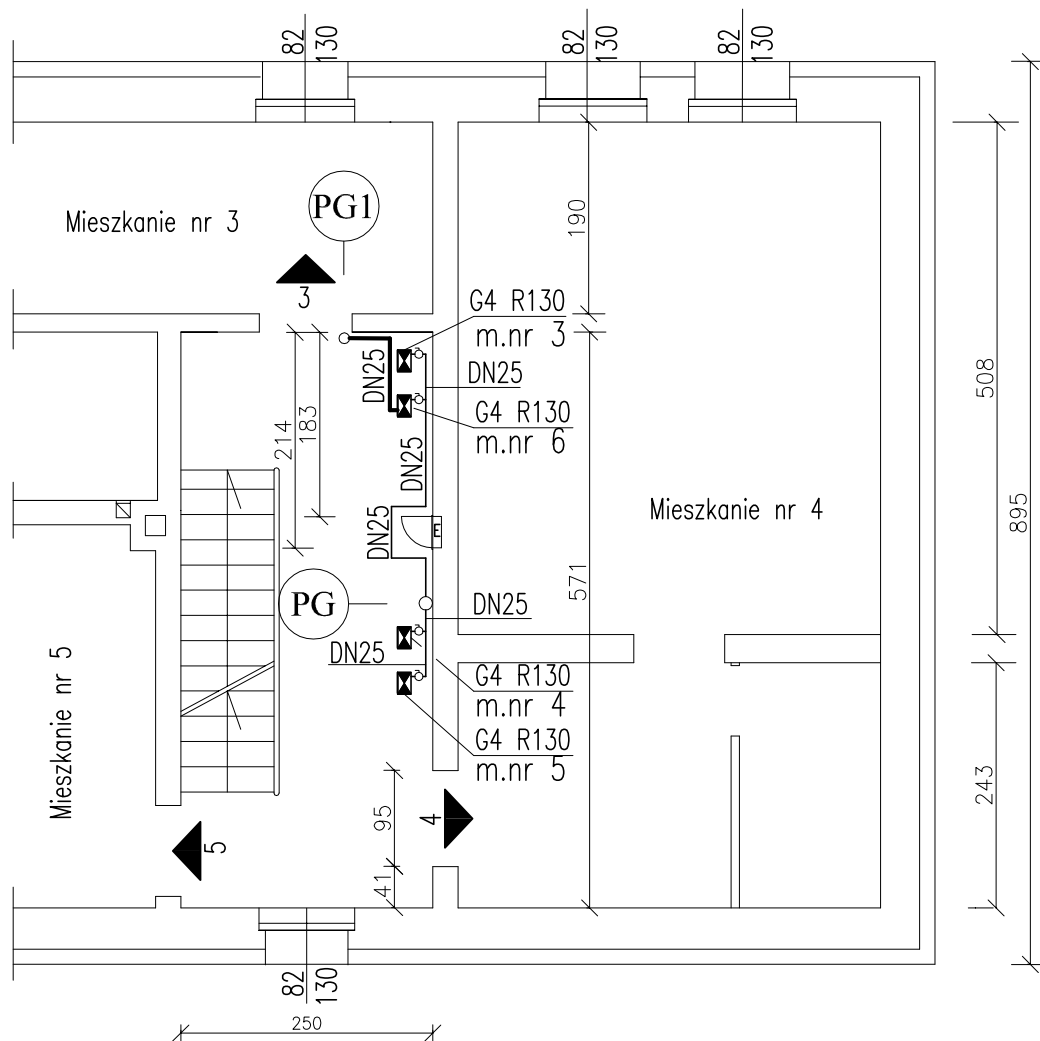 82
130
82
130
82
130
Mieszkanie nr 3
PG1
3
190
G4 R130
m.nr 3
DN25
DN25
G4 R130
m.nr 6
508
214
183
DN25
DN25
E
Mieszkanie nr 4
895
571
PG
DN25
DN25
Mieszkanie nr 5
G4 R130
m.nr 4
G4 R130
m.nr 5
243
95
4
5
41
82
130
250